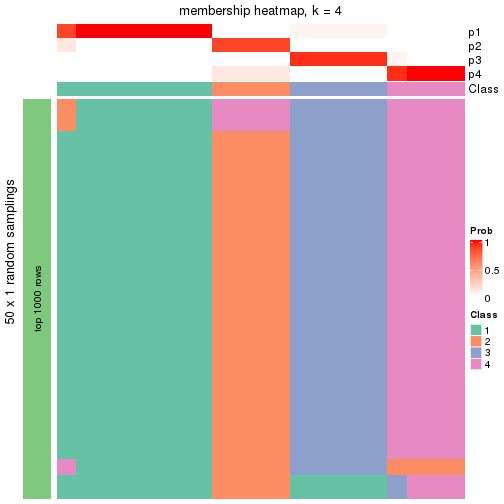 membership heatmap, k = 4
p1
p2
p3
p4
Class
50 x 1 random samplings
top 1000 rows
Prob
1
0.5
0
Class
1
2
3
4